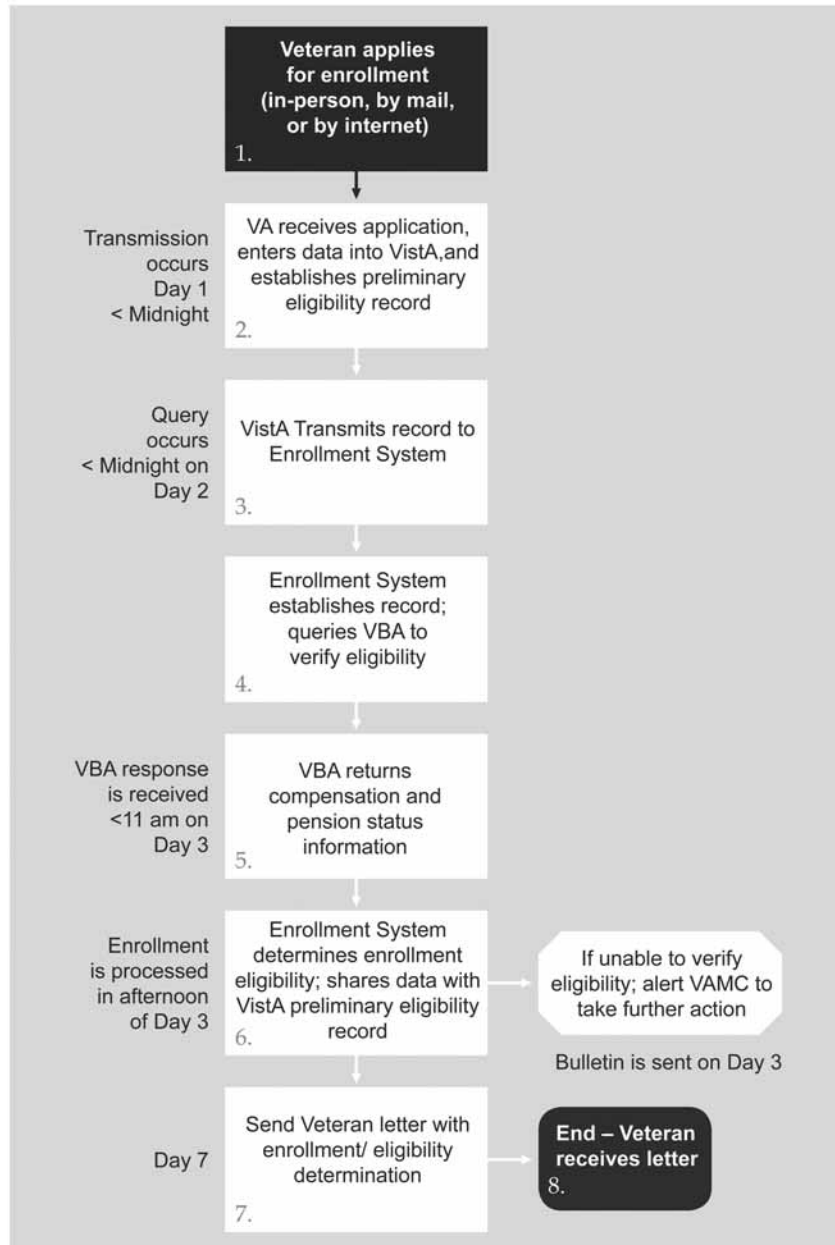 Veteran applies
for enrollment
(in-person, by mail,
or by internet)
1.
Transmission
occurs
Day 1
< Midnight
VA receives application,
enters data into VistA,and
establishes preliminary
eligibility record
2.
Query
occurs
< Midnight on
Day 2
VistA Transmits record to
Enrollment System
3.
Enrollment System
establishes record;
queries VBA to
verify eligibility
4.
VBA response
is received
<11 am on
Day 3
VBA returns
compensation and
pension status
information
5.
Enrollment
is processed
in afternoon
of Day 3
Enrollment System
determines enrollment
eligibility; shares data with
VistA preliminary eligibility
record
6.
If unable to verify
eligibility; alert VAMC to
take further action
Bulletin is sent on Day 3
Day 7
Send Veteran letter with
enrollment/ eligibility
determination
7.
End – Veteran
receives letter
8.